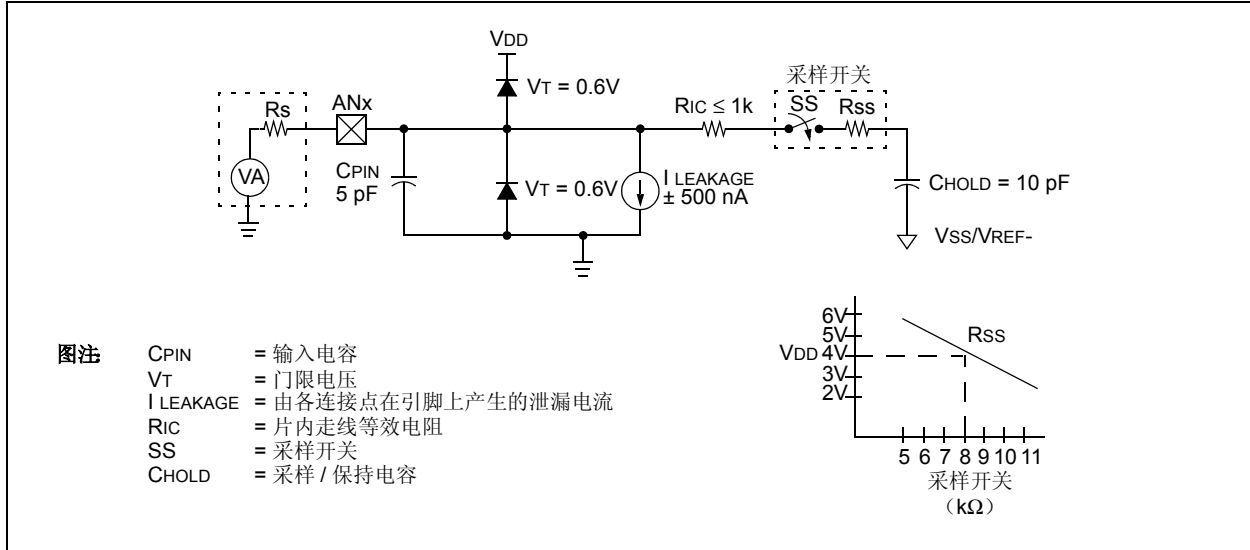 VDD
采样开关
VT = 0.6V
Rs
ANx
RIC ≤ 1k
SS
Rss
VA
CPIN
5 pF
VT = 0.6V
I LEAKAGE
± 500 nA
CHOLD = 10 pF
VSS/VREF-
6V
5V
VDD 4V
3V
2V
RSS
5 6 7 8 9 10 11
采样开关
（kΩ）
图注:
CPIN = 输入电容
VT = 门限电压
I LEAKAGE = 由各连接点在引脚上产生的泄漏电流
RIC = 片内走线等效电阻
SS = 采样开关
CHOLD = 采样 / 保持电容